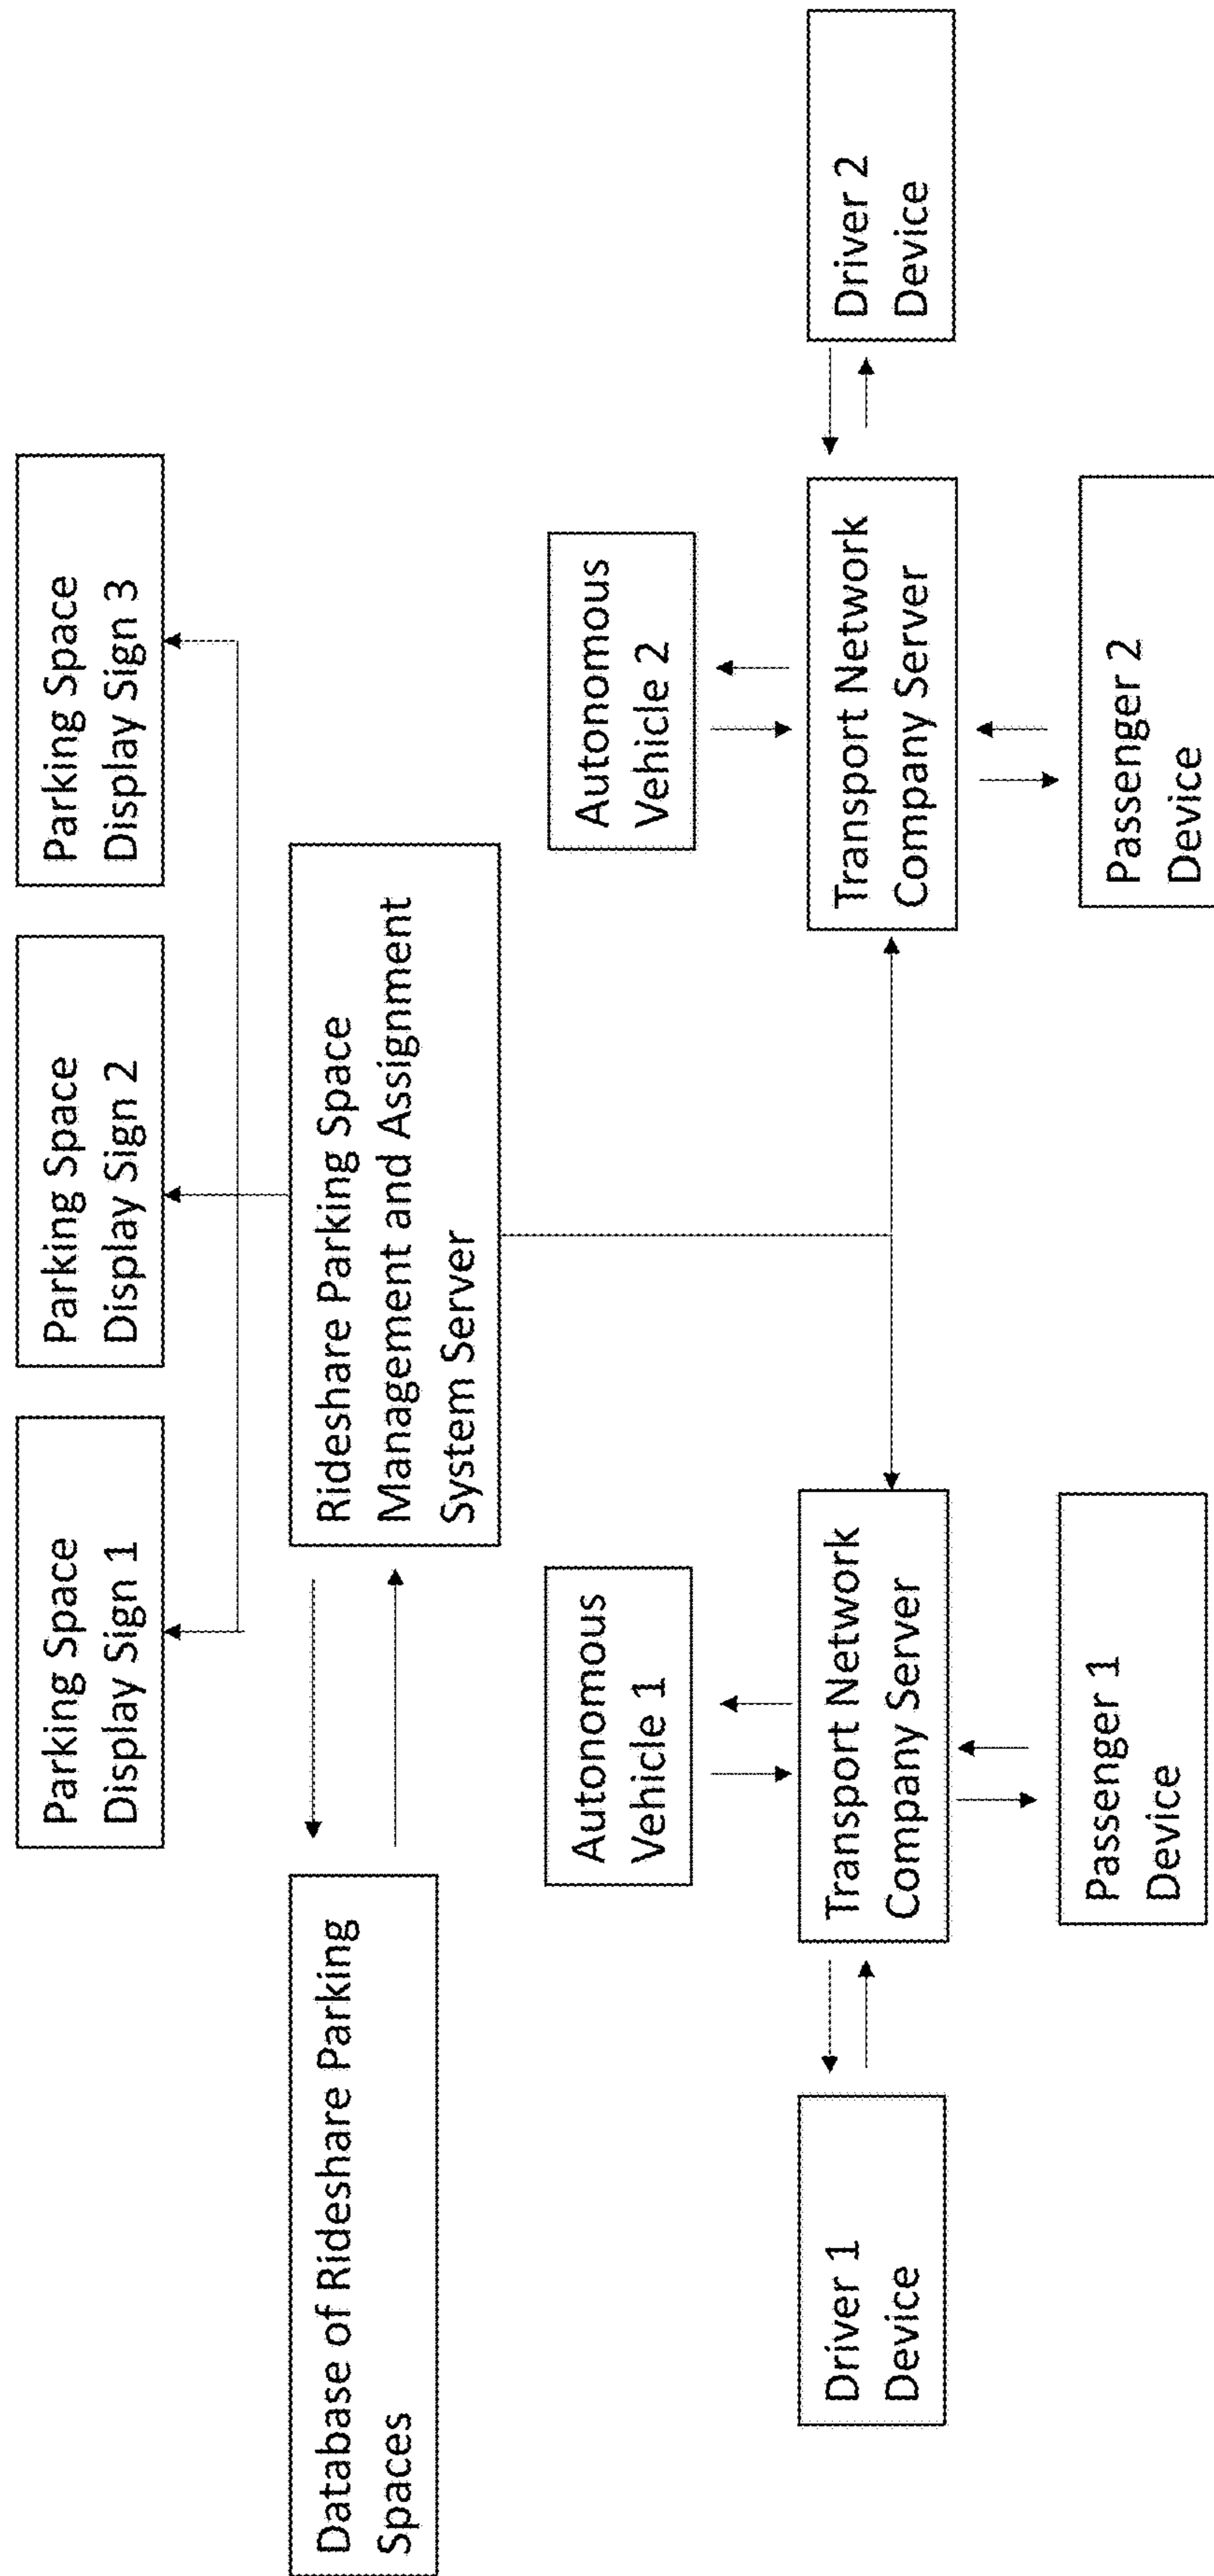 Parking Space
Display Sign 1
Parking Space
Display Sign 2
Parking Space
Display Sign 3
Database of Rideshare Parking
Spaces
Rideshare Parking Space
Management and Assignment
System Server
Autonomous
Vehicle 1
Autonomous
Vehicle 2
Driver 1
Device
Transport Network
Company Server
Transport Network
Company Server
Driver 2
Device
Passenger 1
Device
Passenger 2
Device